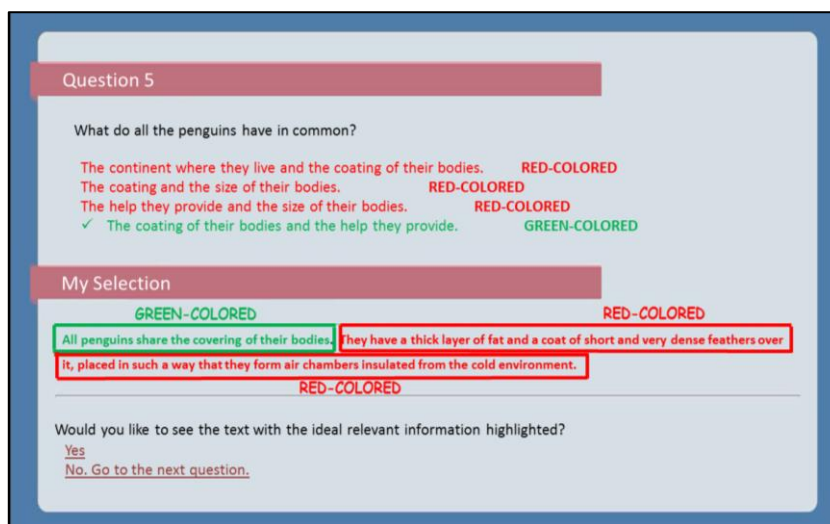 Question 5
What do all the penguins have in common?
The continent where they live and the coating of their bodies. RED-COLORED
The coating and the size of their bodies. RED-COLORED
The help they provide and the size of their bodies. RED-COLORED
✓ The coating of their bodies and the help they provide. GREEN-COLORED
My Selection
GREEN-COLORED RED-COLORED
All penguins share the covering of their bodies. They have a thick layer of fat and a coat of short and very dense feathers over
it, placed in such a way that they form air chambers insulated from the cold environment.
RED-COLORED
Would you like to see the text with the ideal relevant information highlighted?
Yes
No. Go to the next question.